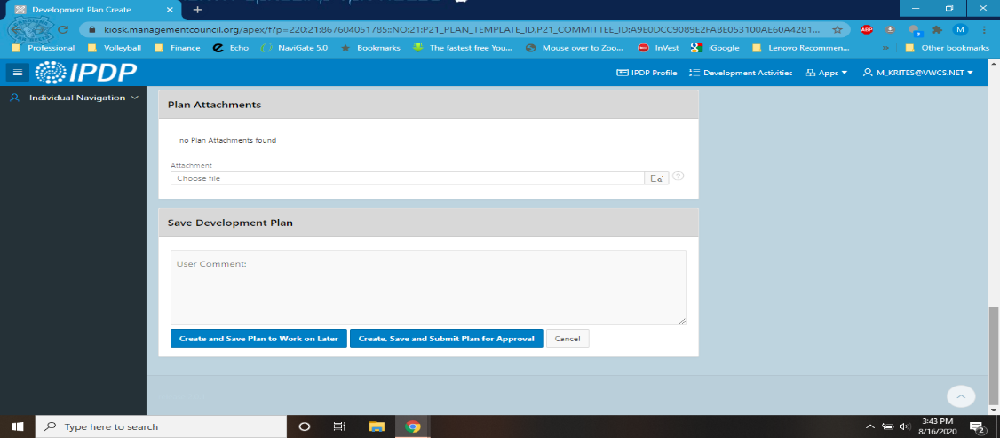 Development Plan Create
kiosk.managementcouncil.org/apex/f?p=220:21:867604051785::NO:21:P21_PLAN_TEMPLATE_ID,P21_COMMITTEE_ID:A9E0DCC9089E2FABE053100AE60A4281...
ABP
M
Professional Volleyball Finance Echo NaviGate 5.0 Bookmarks The fastest free You... Mouse over to Zoo... InVest iGoogle Lenovo Recommen... » Other bookmarks
IPDP IPDP Profile Development Activities Apps M_KRITES@VWCS.NET
Individual Navigation
Plan Attachments
no Plan Attachments found
Attachment
Choose file
Save Development Plan
User Comment:
Create and Save Plan to Work on Later Create, Save and Submit Plan for Approval Cancel
Type here to search
3:43 PM
8/16/2020
2